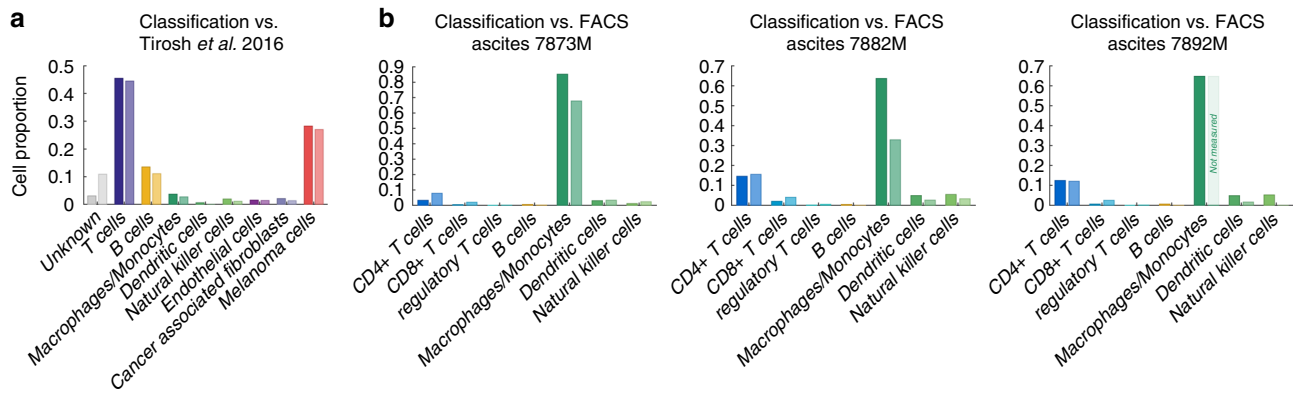 a
Classification vs.
Tirosh et al. 2016
Cell proportion
0.5
0.4
0.3
0.2
0.1
0
Unknown
T cells
B cells
Macrophages/Monocytes
Dendritic cells
Natural killer cells
Endothelial cells
Cancer associated fibroblasts
Melanoma cells
b
Classification vs. FACS
ascites 7873M
0.9
0.8
0.7
0.6
0.5
0.4
0.3
0.2
0.1
0
CD4+ T cells
CD8+ T cells
regulatory T cells
B cells
Macrophages/Monocytes
Dendritic cells
Natural killer cells
Classification vs. FACS
ascites 7882M
0.7
0.6
0.5
0.4
0.3
0.2
0.1
0
CD4+ T cells
CD8+ T cells
regulatory T cells
B cells
Macrophages/Monocytes
Dendritic cells
Natural killer cells
Classification vs. FACS
ascites 7892M
0.7
0.6
0.5
0.4
0.3
0.2
0.1
0
Not measured
CD4+ T cells
CD8+ T cells
regulatory T cells
B cells
Macrophages/Monocytes
Dendritic cells
Natural killer cells